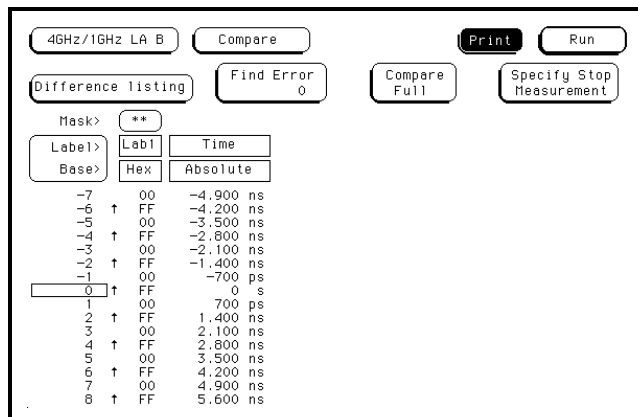 4GHz/1GHz LA B Compare Print Run
Difference listing Find Error 0 Compare Full Specify Stop Measurement
Mask> **
Label> Lab1 Time
Base> Hex Absolute
-7 00 -4.900 ns
-6 ↑ FF -4.200 ns
-5 00 -3.500 ns
-4 ↑ FF -2.800 ns
-3 00 -2.100 ns
-2 ↑ FF -1.400 ns
-1 00 -700 ps
0 ↑ FF 0 s
1 00 700 ps
2 ↑ FF 1.400 ns
3 00 2.100 ns
4 ↑ FF 2.800 ns
5 00 3.500 ns
6 ↑ FF 4.200 ns
7 00 4.900 ns
8 ↑ FF 5.600 ns